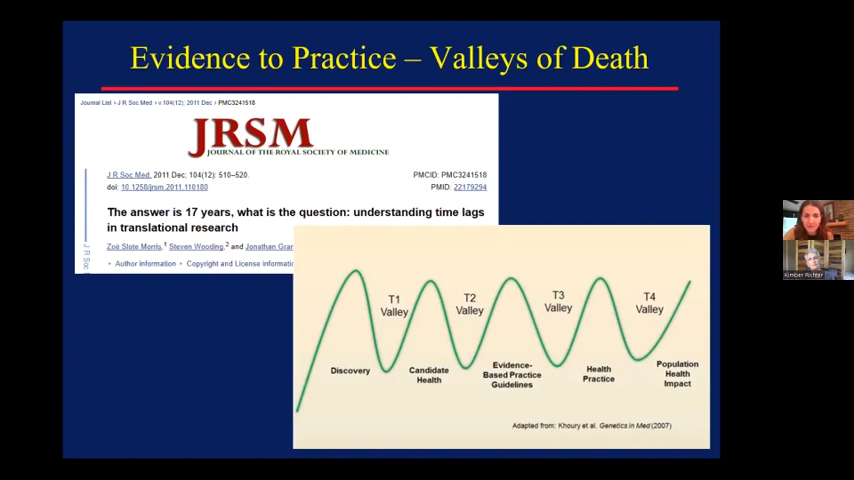 Evidence to Practice – Valleys of Death
Journal List > J R Soc Med > v.104(12); 2011 Dec > PMC3241518
JRSM
JOURNAL OF THE ROYAL SOCIETY OF MEDICINE
J R Soc Med. 2011 Dec; 104(12): 510–520.
PMCID: PMC3241518
doi: 10.1258/jrsm.2011.110180
PMID: 22179294
The answer is 17 years, what is the question: understanding time lags
in translational research
Zoë Slote Morris,1 Steven Wooding,2 and Jonathan Gran
• Author information • Copyright and License informatio
J R Soc
T1
Valley
T2
Valley
T3
Valley
T4
Valley
Discovery
Candidate
Health
Evidence-
Based Practice
Guidelines
Health
Practice
Population
Health
Impact
Adapted from: Khoury et al. Genetics in Med (2007)
Kimber Richter